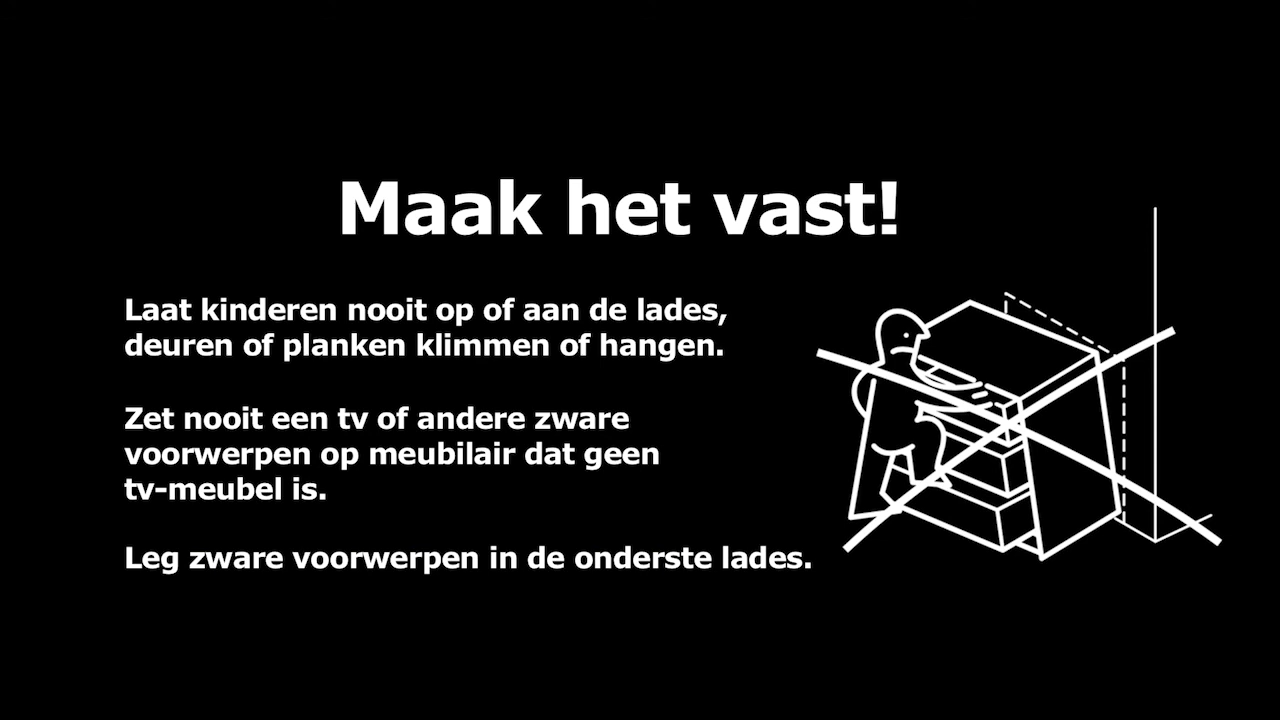 Maak het vast!
Laat kinderen nooit op of aan de lades,
deuren of planken klimmen of hangen.
Zet nooit een tv of andere zware
voorwerpen op meubilair dat geen
tv-meubel is.
Leg zware voorwerpen in de onderste lades.